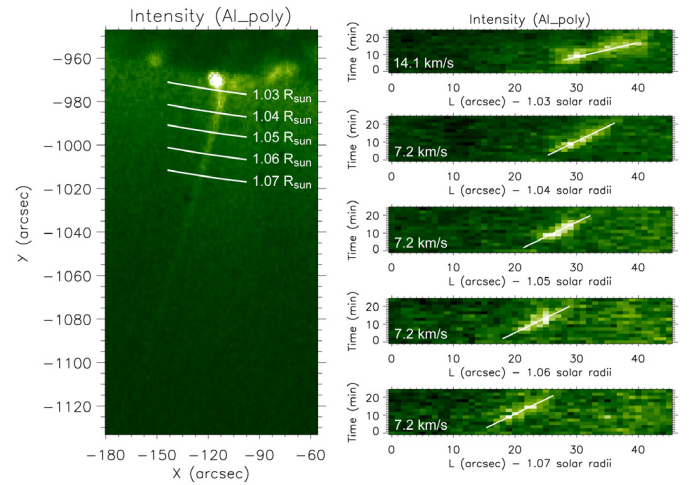 Intensity (Al_poly)
−960
−980
−1000
−1020
−1040
−1060
−1080
−1100
−1120
y (arcsec)
1.03 Rsun
1.04 Rsun
1.05 Rsun
1.06 Rsun
1.07 Rsun
−180 −150 −120 −90 −60
X (arcsec)
Intensity (Al_poly)
Time (min)
20
10
0
14.1 km/s
0 10 20 30 40
L (arcsec) − 1.03 solar radii
Time (min)
20
10
0
7.2 km/s
0 10 20 30 40
L (arcsec) − 1.04 solar radii
Time (min)
20
10
0
7.2 km/s
0 10 20 30 40
L (arcsec) − 1.05 solar radii
Time (min)
20
10
0
7.2 km/s
0 10 20 30 40
L (arcsec) − 1.06 solar radii
Time (min)
20
10
0
7.2 km/s
0 10 20 30 40
L (arcsec) − 1.07 solar radii